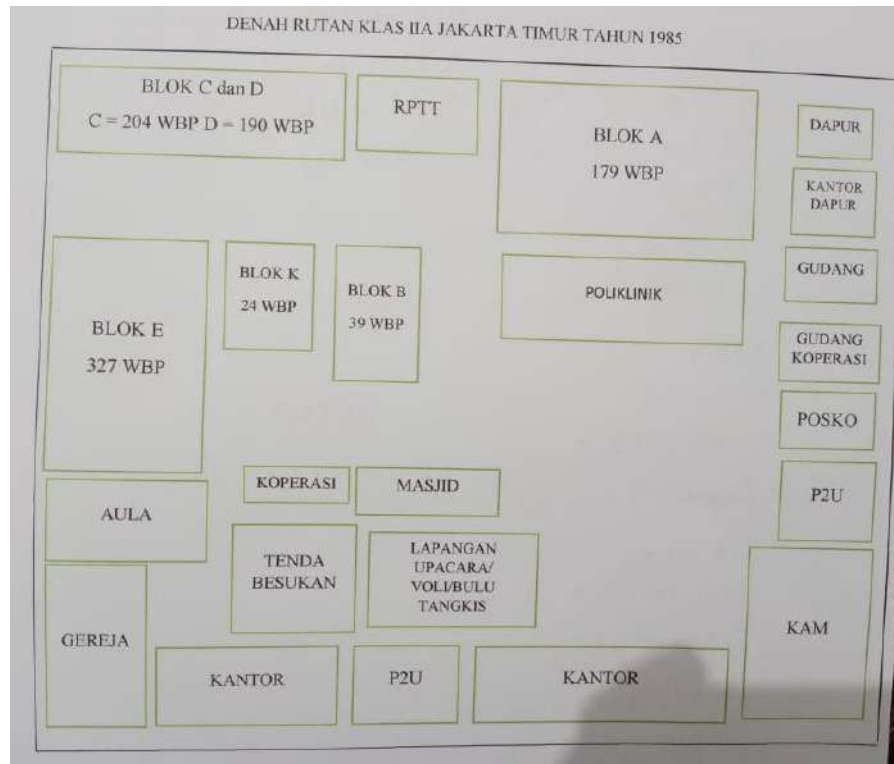 DENAH RUTAN KLAS IIA JAKARTA TIMUR TAHUN 1985
BLOK C dan D
C = 204 WBP D = 190 WBP
RPTT
BLOK A
179 WBP
DAPUR
KANTOR
DAPUR
BLOK E
327 WBP
BLOK K
24 WBP
BLOK B
39 WBP
POLIKLINIK
GUDANG
GUDANG
KOPERASI
POSKO
KOPERASI
MASJID
P2U
AULA
TENDA
BESUKAN
LAPANGAN
UPACARA/
VOLI/BULU
TANGKIS
GEREJA
KAM
KANTOR
P2U
KANTOR